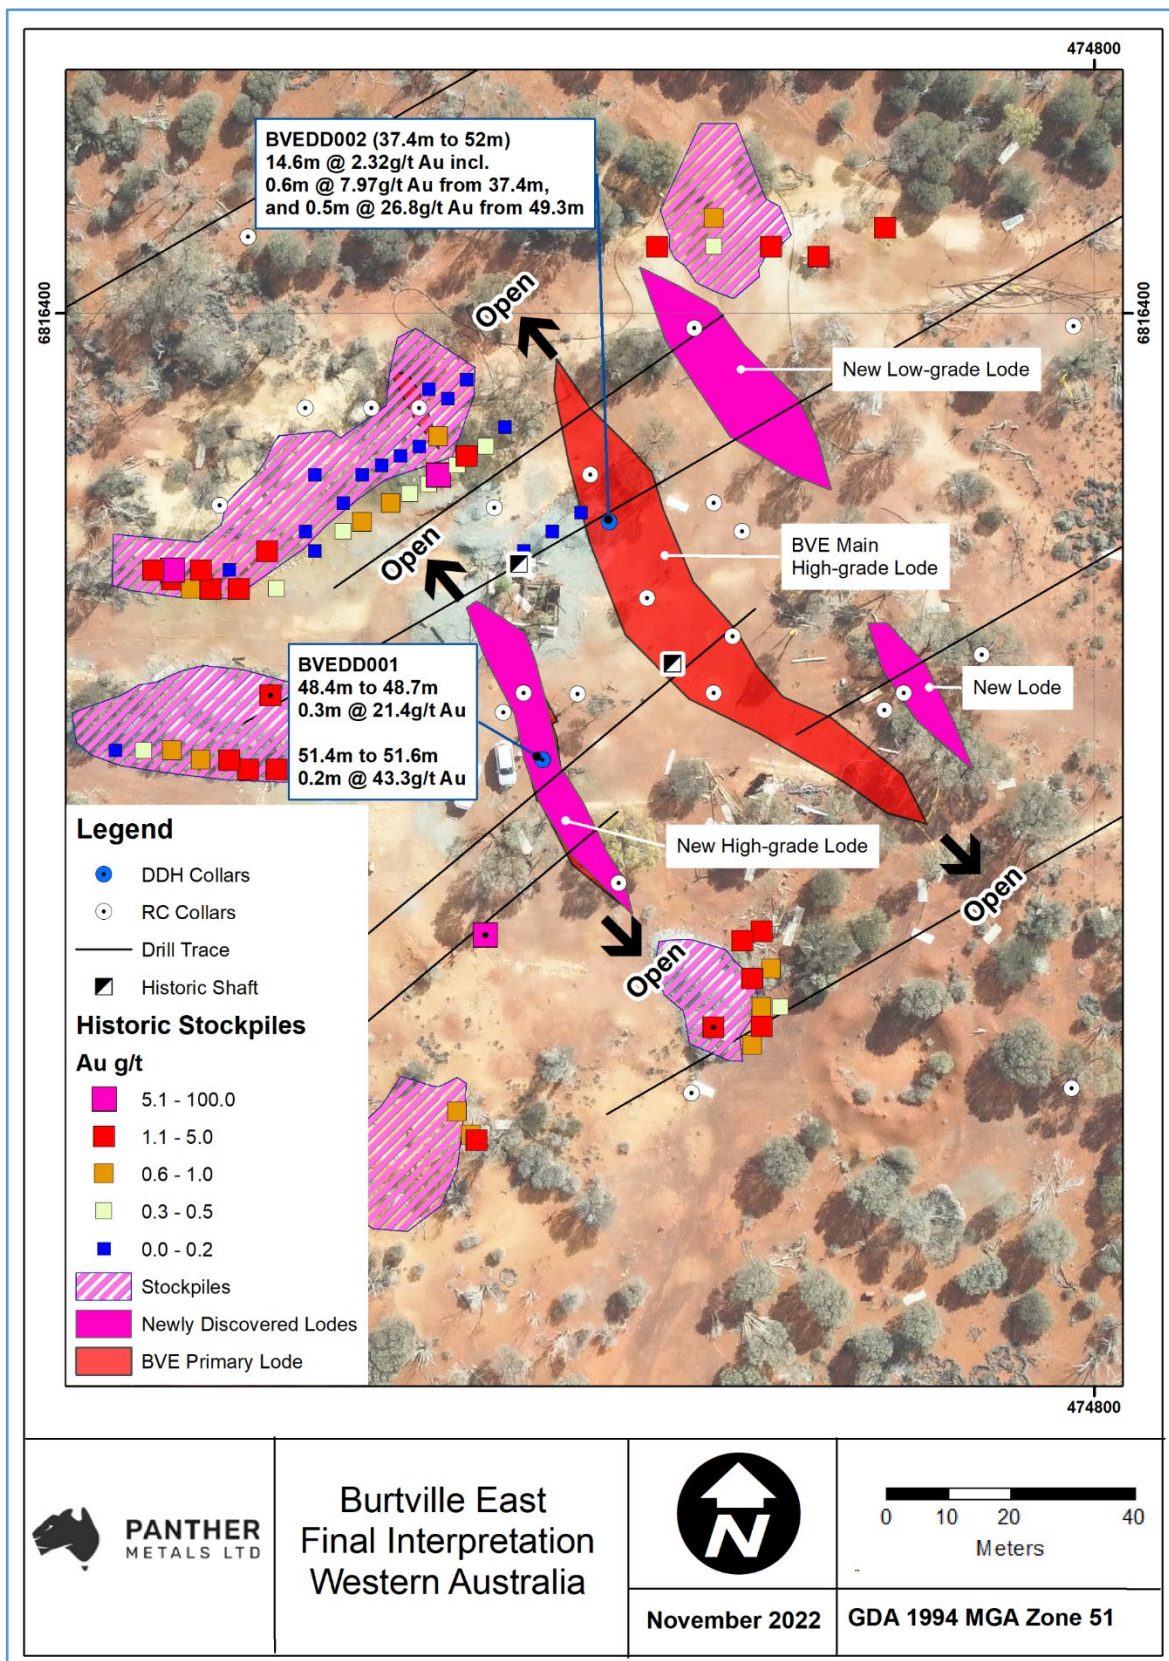 474800
BVEDD002 (37.4m to 52m)
14.6m @ 2.32g/t Au incl.
0.6m @ 7.97g/t Au from 37.4m,
and 0.5m @ 26.8g/t Au from 49.3m
6816400
6816400
Open
New Low-grade Lode
Open
BVE Main
High-grade Lode
BVEDD001
48.4m to 48.7m
0.3m @ 21.4g/t Au
51.4m to 51.6m
0.2m @ 43.3g/t Au
New Lode
New High-grade Lode
Open
Open
Legend
DDH Collars
RC Collars
Drill Trace
Historic Shaft
Historic Stockpiles
Au g/t
5.1 - 100.0
1.1 - 5.0
0.6 - 1.0
0.3 - 0.5
0.0 - 0.2
Stockpiles
Newly Discovered Lodes
BVE Primary Lode
474800
PANTHER
METALS LTD
Burtville East
Final Interpretation
Western Australia
N
0 10 20 40
Meters
November 2022
GDA 1994 MGA Zone 51